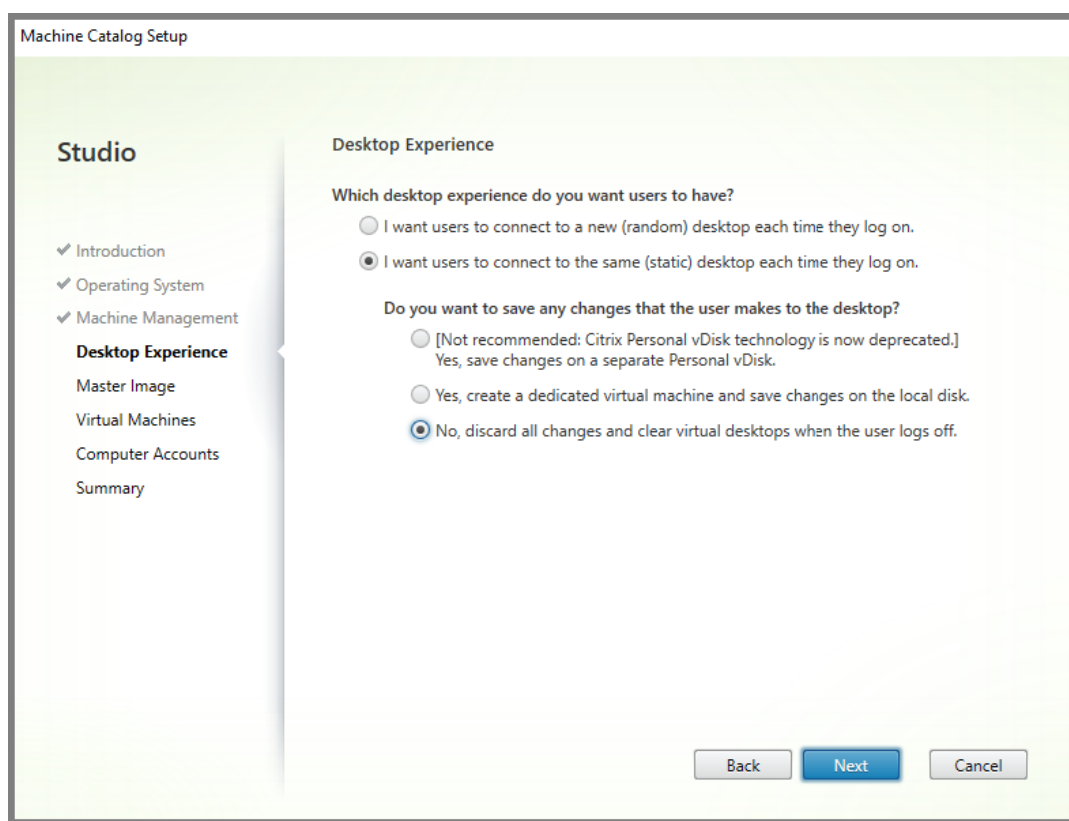 Machine Catalog Setup
Studio
Introduction
Operating System
Machine Management
Desktop Experience
Master Image
Virtual Machines
Computer Accounts
Summary
Desktop Experience
Which desktop experience do you want users to have?
I want users to connect to a new (random) desktop each time they log on.
I want users to connect to the same (static) desktop each time they log on.
Do you want to save any changes that the user makes to the desktop?
[Not recommended: Citrix Personal vDisk technology is now deprecated.]
Yes, save changes on a separate Personal vDisk.
Yes, create a dedicated virtual machine and save changes on the local disk.
No, discard all changes and clear virtual desktops when the user logs off.
Back
Next
Cancel